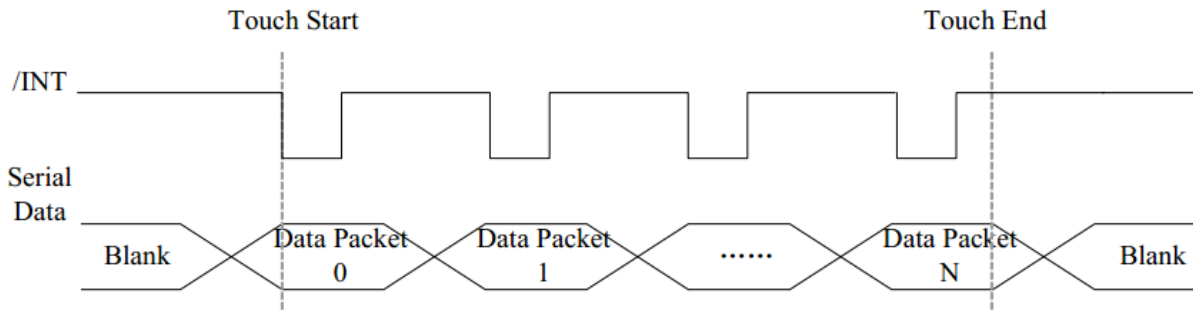 Touch Start
Touch End
/INT
Serial
Data
Blank
Data Packet
0
Data Packet
1
......
Data Packet
N
Blank